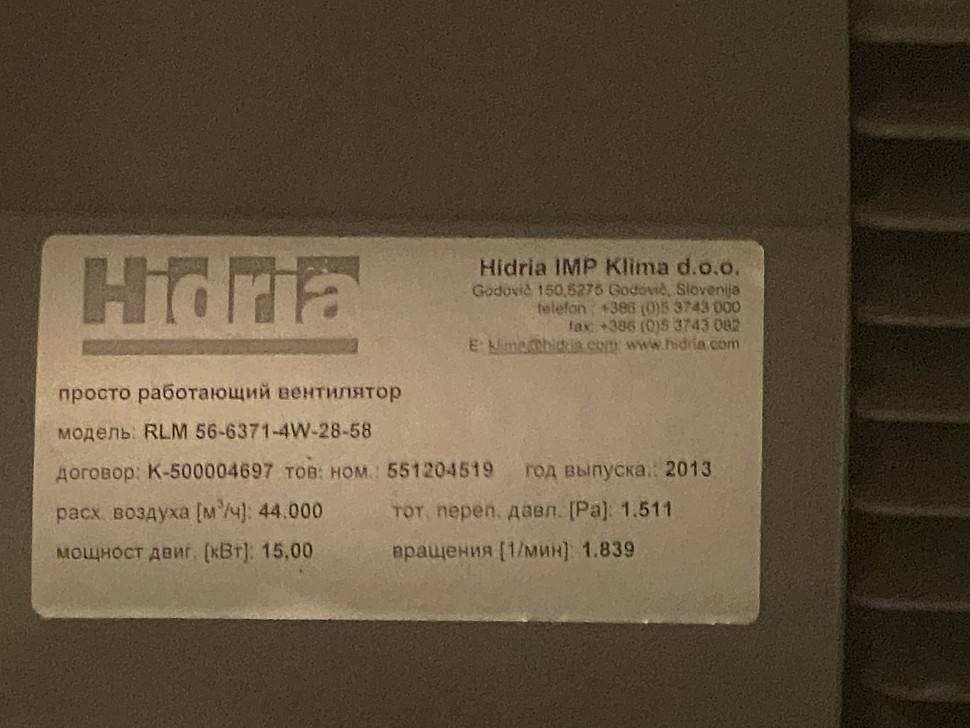 Hidria
Hidria IMP Klima d.o.o.
Godovič 150,5275 Godovič, Slovenija
telefon : +386 (0)5 3743 000
fax: +386 (0)5 3743 082
E: klima@hidria.com; www.hidria.com
просто работающий вентилятор
модель: RLM 56-6371-4W-28-58
договор: K-500004697 тов: ном.: 551204519 год выпуска.: 2013
расх. воздуха [м³/ч]: 44.000 тот. переп. давл. [Pa]: 1.511
мощност двиг. [кВт]: 15,00 вращения [1/мин]: 1.839